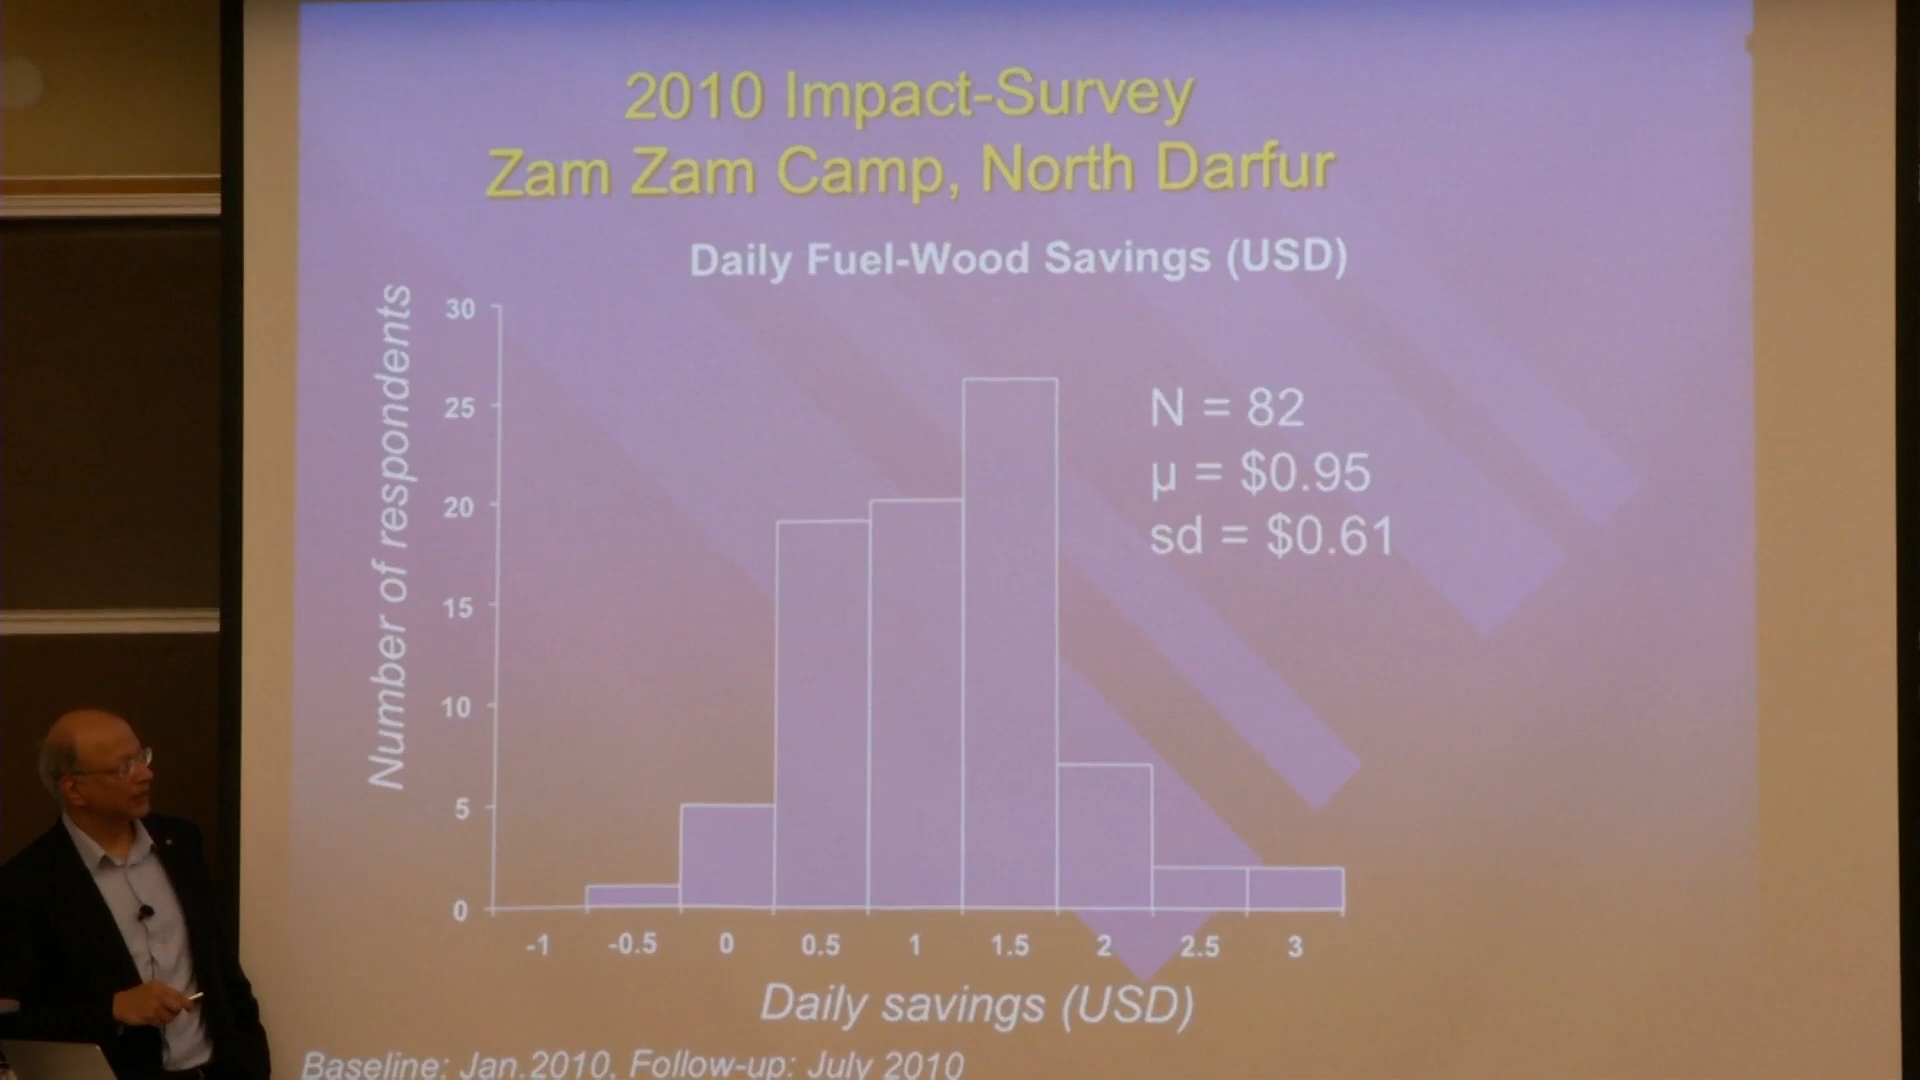 2010 Impact-Survey
Zam Zam Camp, North Darfur
Daily Fuel-Wood Savings (USD)
Number of respondents
30
25
20
15
10
5
0
N = 82
μ = $0.95
sd = $0.61
-1 -0.5 0 0.5 1 1.5 2 2.5 3
Daily savings (USD)
Baseline: Jan.2010, Follow-up: July 2010